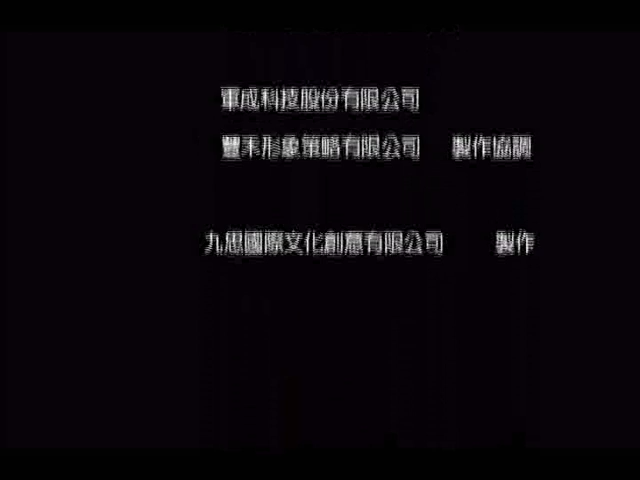 軍成科技股份有限公司
豐禾形象策略有限公司 製作協調
九思國際文化創意有限公司 製作